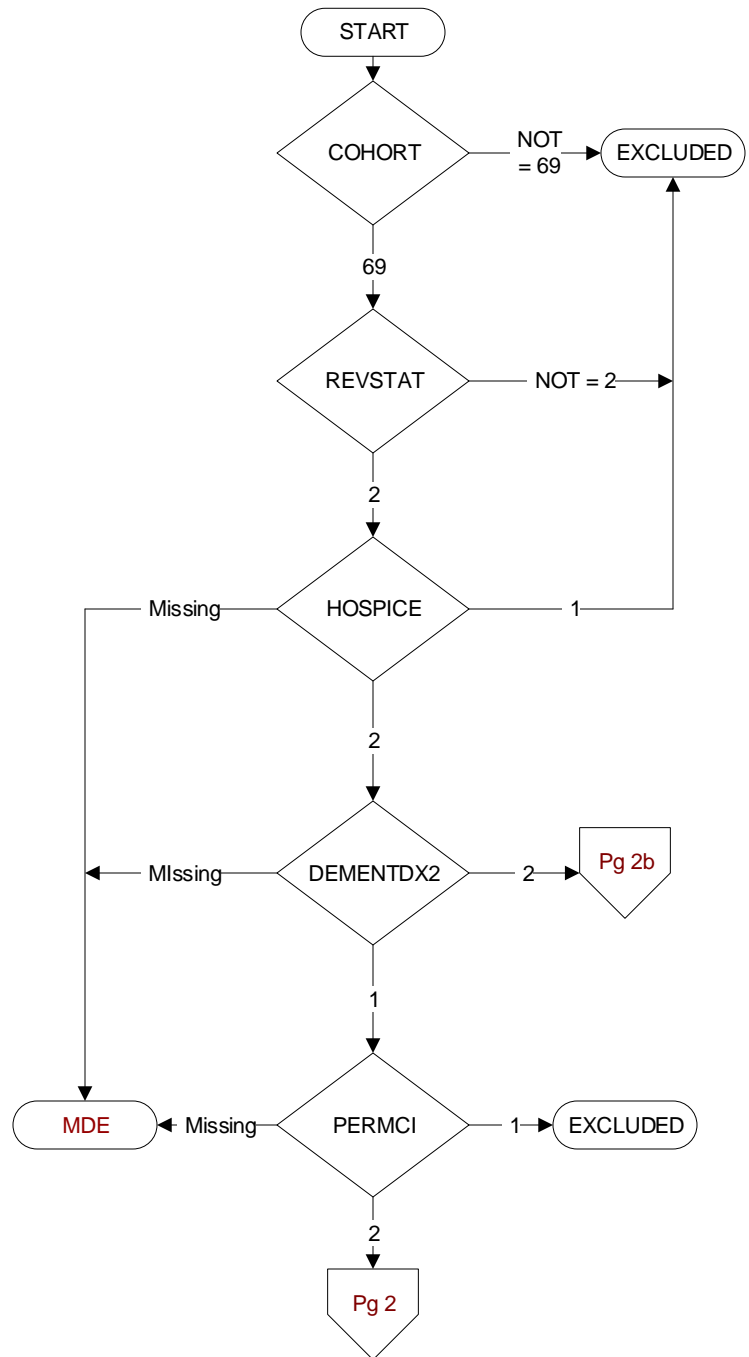 START
COHORT
NOT
= 69
EXCLUDED
69
REVSTAT
NOT = 2
2
Missing
HOSPICE
1
2
MIssing
DEMENTDX2
2
Pg 2b
1
MDE
Missing
PERMCI
1
EXCLUDED
2
Pg 2